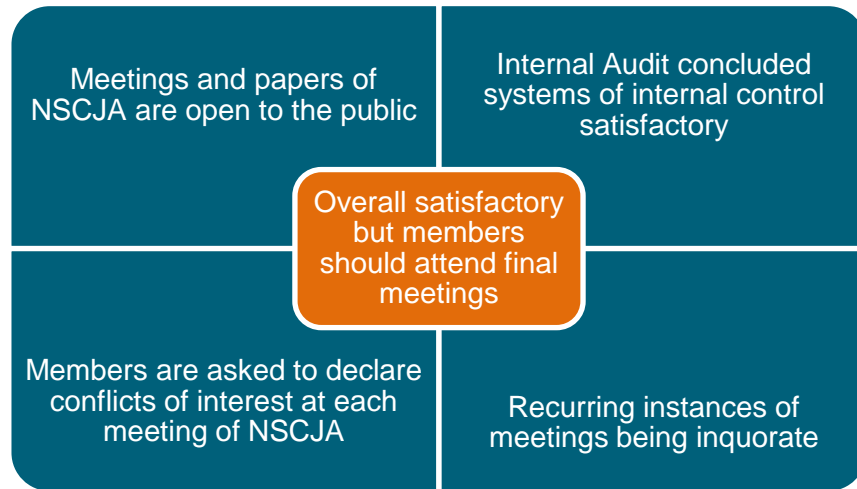 Meetings and papers of
NSCJA are open to the public
Internal Audit concluded
systems of internal control
satisfactory
Overall satisfactory
but members
should attend final
meetings
Members are asked to declare
conflicts of interest at each
meeting of NSCJA
Recurring instances of
meetings being inquorate